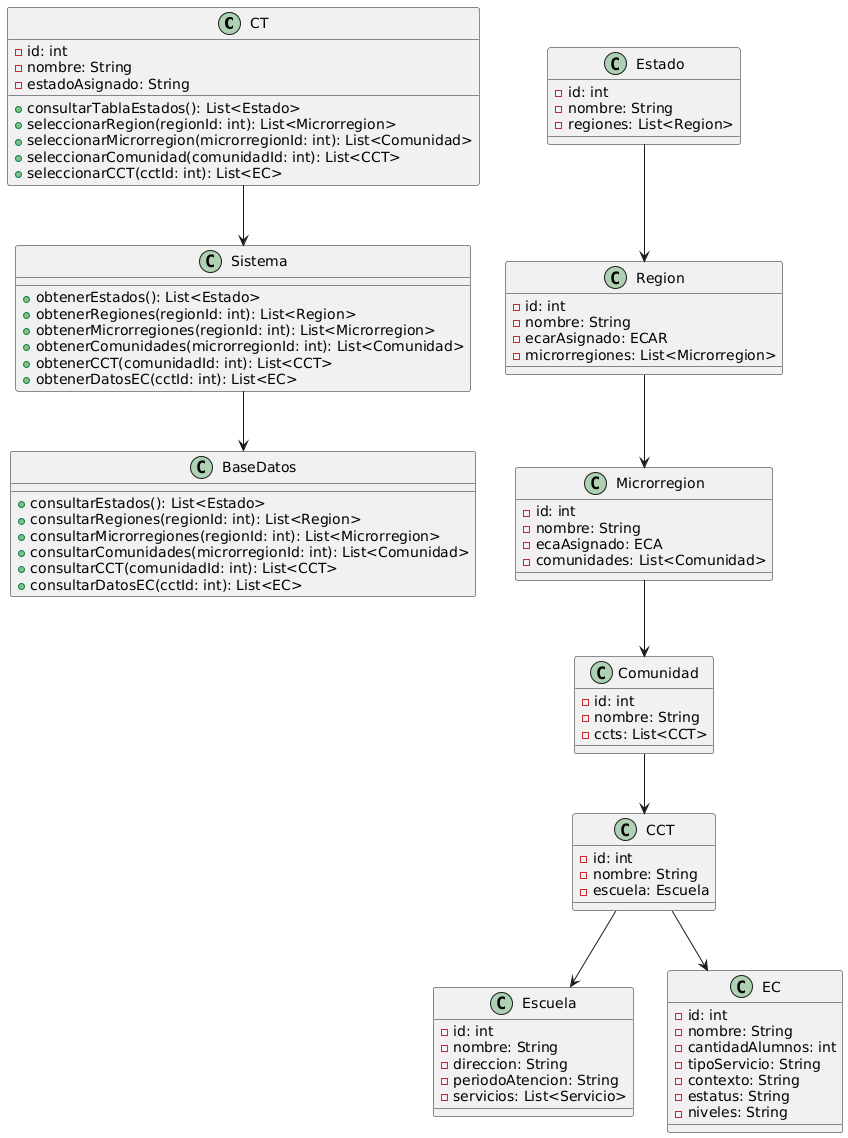 CT
id: int
nombre: String
estadoAsignado: String
consultarTablaEstados(): List<Estado>
seleccionarRegion(regionId: int): List<Microrregion>
seleccionarMicrorregion(microrregionId: int): List<Comunidad>
seleccionarComunidad(comunidadId: int): List<CCT>
seleccionarCCT(cctId: int): List<EC>
Estado
id: int
nombre: String
regiones: List<Region>
Sistema
obtenerEstados(): List<Estado>
obtenerRegiones(regionId: int): List<Region>
obtenerMicrorregiones(regionId: int): List<Microrregion>
obtenerComunidades(microrregionId: int): List<Comunidad>
obtenerCCT(comunidadId: int): List<CCT>
obtenerDatosEC(cctId: int): List<EC>
Region
id: int
nombre: String
ecarAsignado: ECAR
microrregiones: List<Microrregion>
BaseDatos
consultarEstados(): List<Estado>
consultarRegiones(regionId: int): List<Region>
consultarMicrorregiones(regionId: int): List<Microrregion>
consultarComunidades(microrregionId: int): List<Comunidad>
consultarCCT(comunidadId: int): List<CCT>
consultarDatosEC(cctId: int): List<EC>
Microrregion
id: int
nombre: String
ecaAsignado: ECA
comunidades: List<Comunidad>
Comunidad
id: int
nombre: String
ccts: List<CCT>
CCT
id: int
nombre: String
escuela: Escuela
Escuela
id: int
nombre: String
direccion: String
periodoAtencion: String
servicios: List<Servicio>
EC
id: int
nombre: String
cantidadAlumnos: int
tipoServicio: String
contexto: String
estatus: String
niveles: String